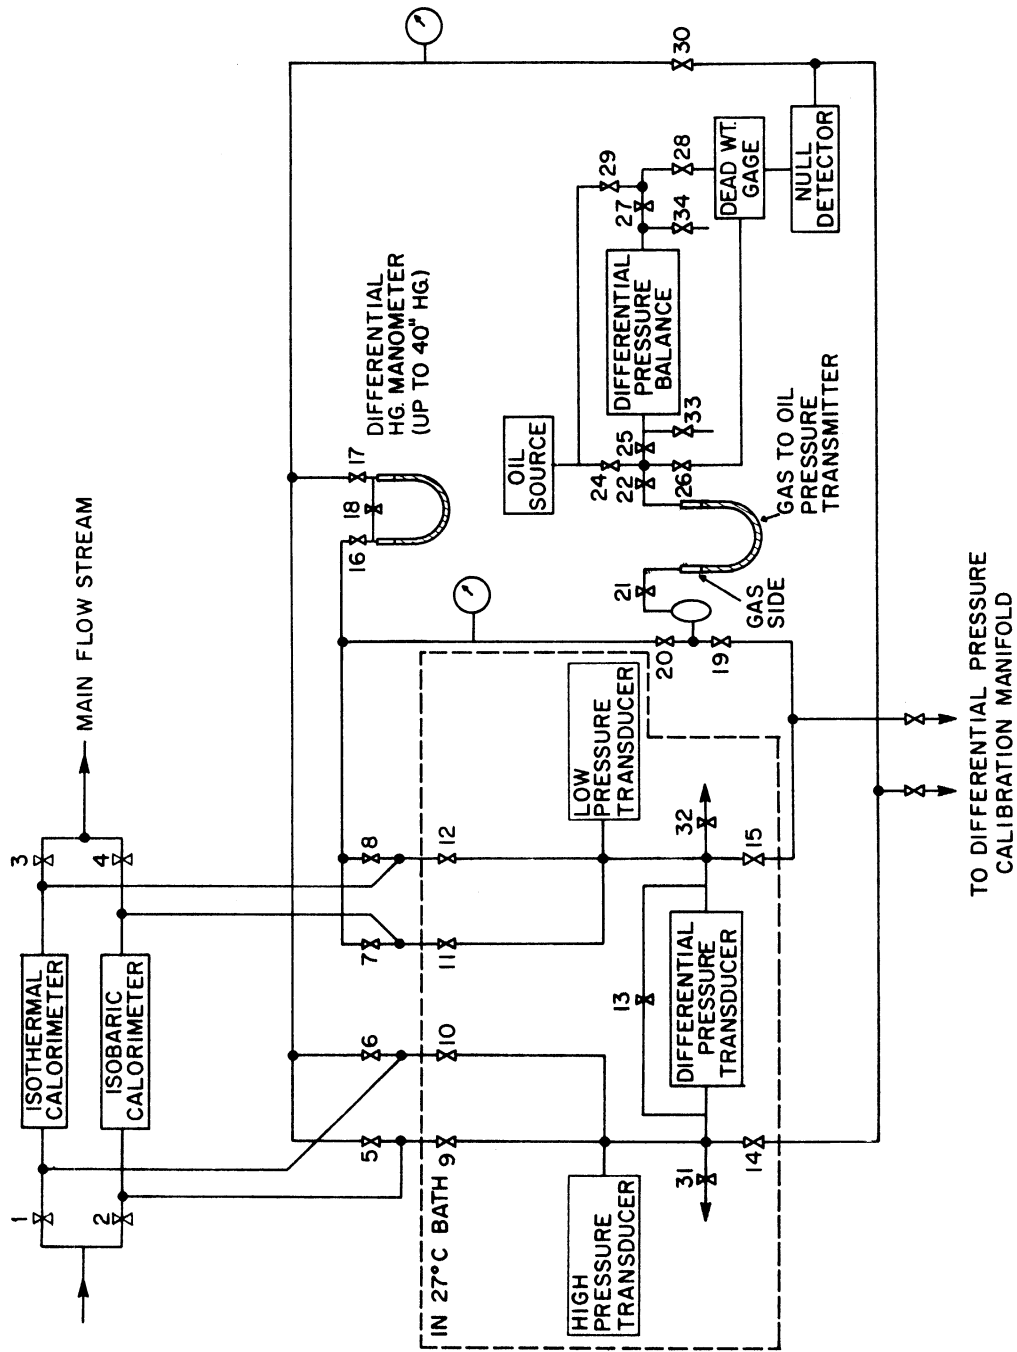 MAIN FLOW STREAM
3
4
ISOTHERMAL
CALORIMETER
ISOBARIC
CALORIMETER
1
2
DIFFERENTIAL
HG. MANOMETER
(UP TO 40" HG.)
17
18
16
8
7
6
5
12
11
10
9
IN 27°C BATH
30
29
28
27
34
DEAD WT.
GAGE
NULL
DETECTOR
DIFFERENTIAL
PRESSURE
BALANCE
OIL
SOURCE
24
25
33
22
26
GAS TO OIL
PRESSURE
TRANSMITTER
21
GAS
SIDE
20
19
LOW
PRESSURE
TRANSDUCER
32
15
13
DIFFERENTIAL
PRESSURE
TRANSDUCER
31
14
HIGH
PRESSURE
TRANSDUCER
TO DIFFERENTIAL PRESSURE
CALIBRATION MANIFOLD